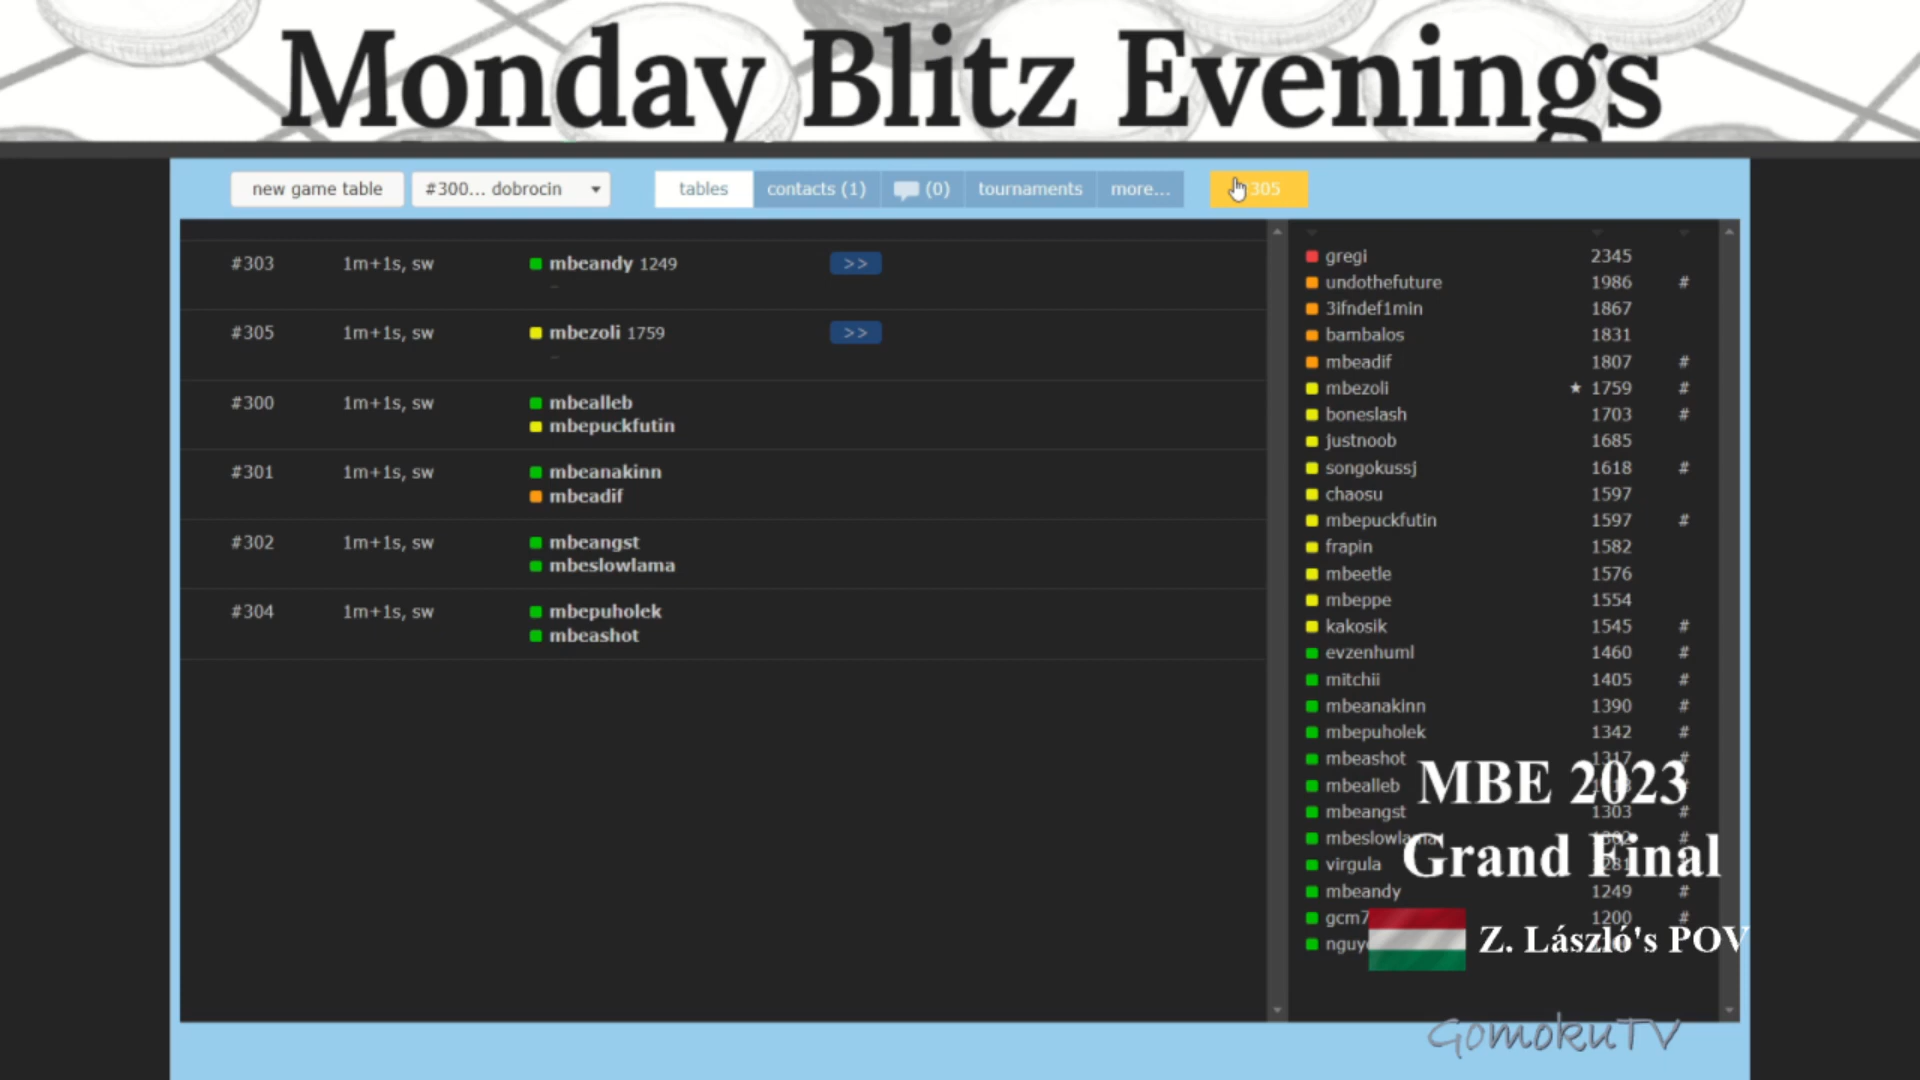 Monday Blitz Evenings
new game table
#300... dobrocin
tables
contacts (1)
(0)
tournaments
more...
305
#303 1m+1s, sw mbeandy 1249 >>
#305 1m+1s, sw mbezoli 1759 >>
#300 1m+1s, sw mbealleb
mbepuckfutin
#301 1m+1s, sw mbeanakinn
mbeadif
#302 1m+1s, sw mbeangst
mbeslowlama
#304 1m+1s, sw mbepuholek
mbeashot
gregi 2345
undothefuture 1986 #
3ifndef1min 1867
bambalos 1831
mbeadif 1807 #
mbezoli ★ 1759 #
boneslash 1703 #
justnoob 1685
songokussj 1618 #
chaosu 1597
mbepuckfutin 1597 #
frapin 1582
mbeetle 1576
mbeppe 1554
kakosik 1545 #
evzenhuml 1460 #
mitchii 1405 #
mbeanakinn 1390 #
mbepuholek 1342 #
mbeashot 1317 #
mbealleb
mbeangst 1303 #
mbeslowlama
virgula
mbeandy 1249 #
gcm7 1200 #
nguy
MBE 2023
Grand Final
Z. László's POV
GomokuTV